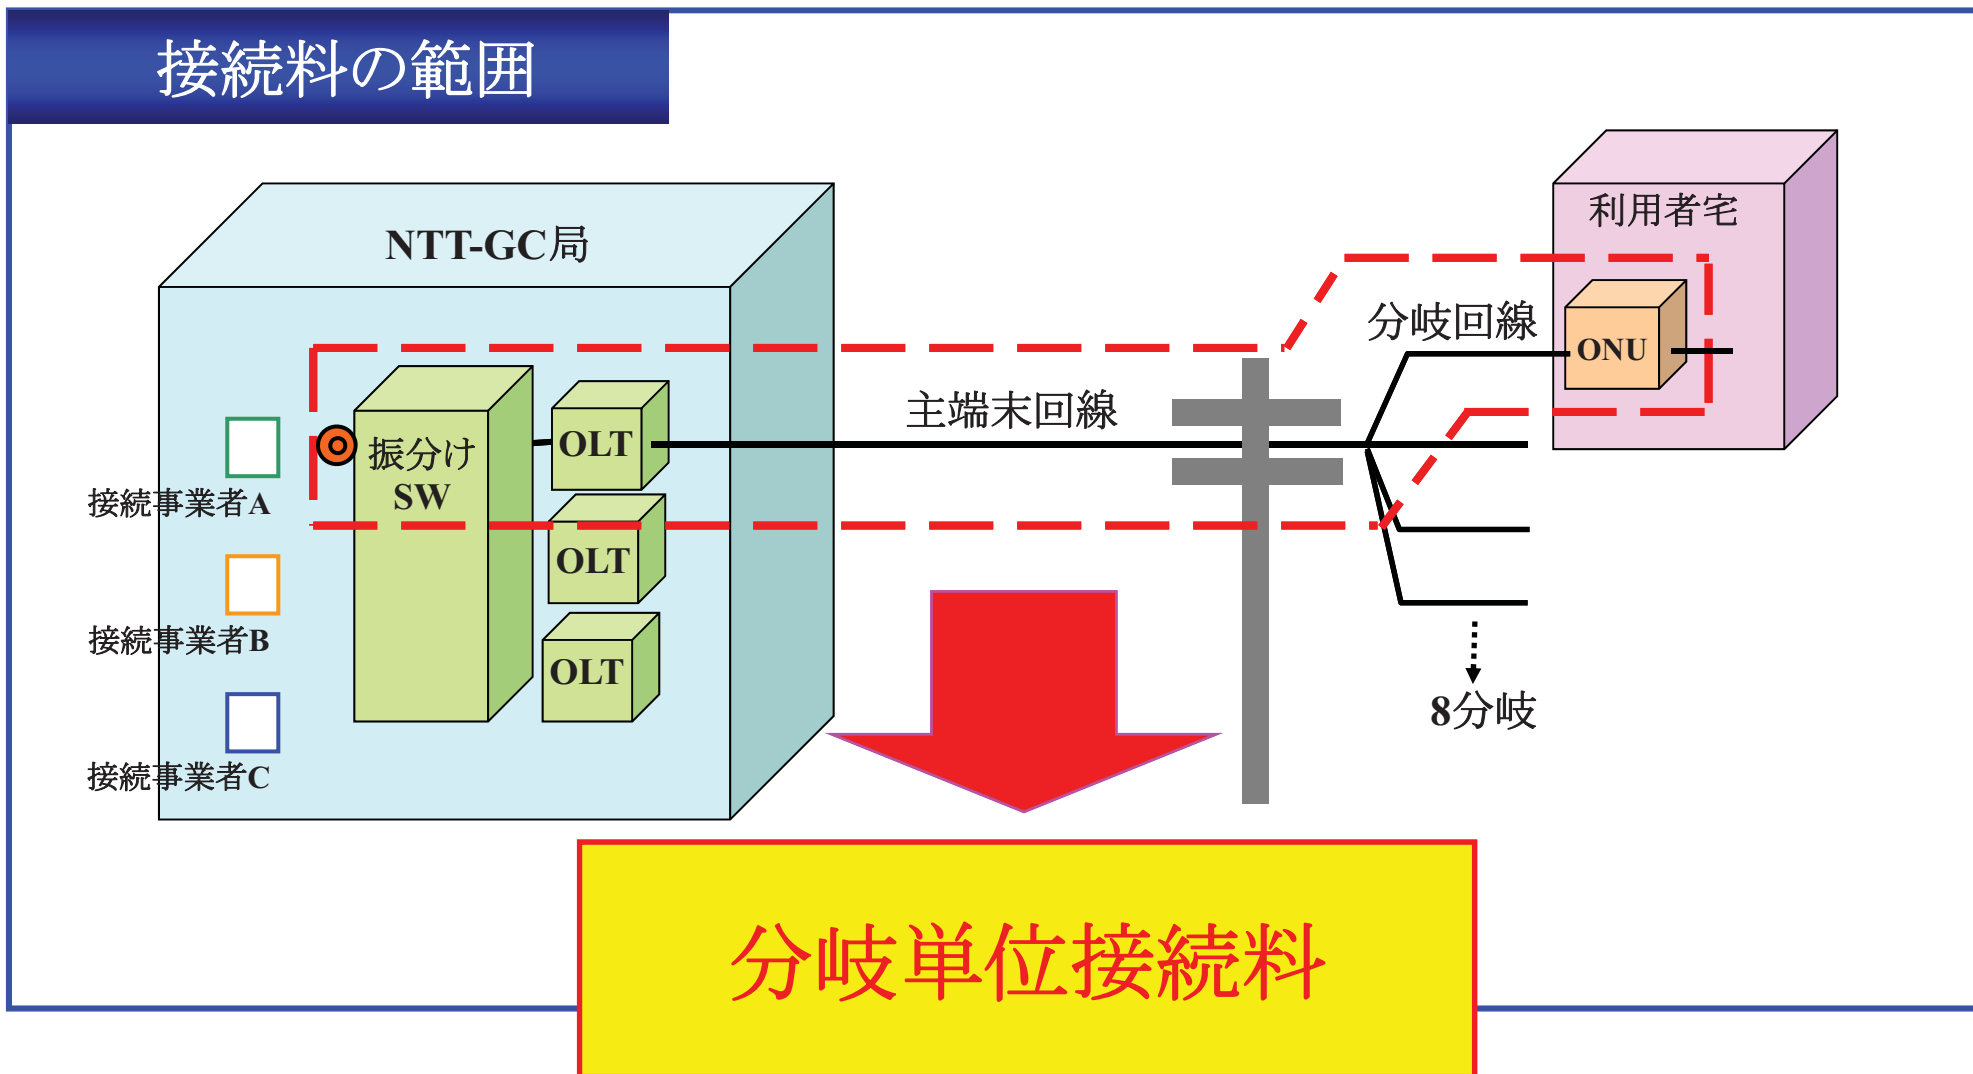 接続料の範囲
NTT-GC局
利用者宅
分岐回線
ONU
主端末回線
振分け
SW
OLT
OLT
OLT
接続事業者A
接続事業者B
接続事業者C
8分岐
分岐単位接続料